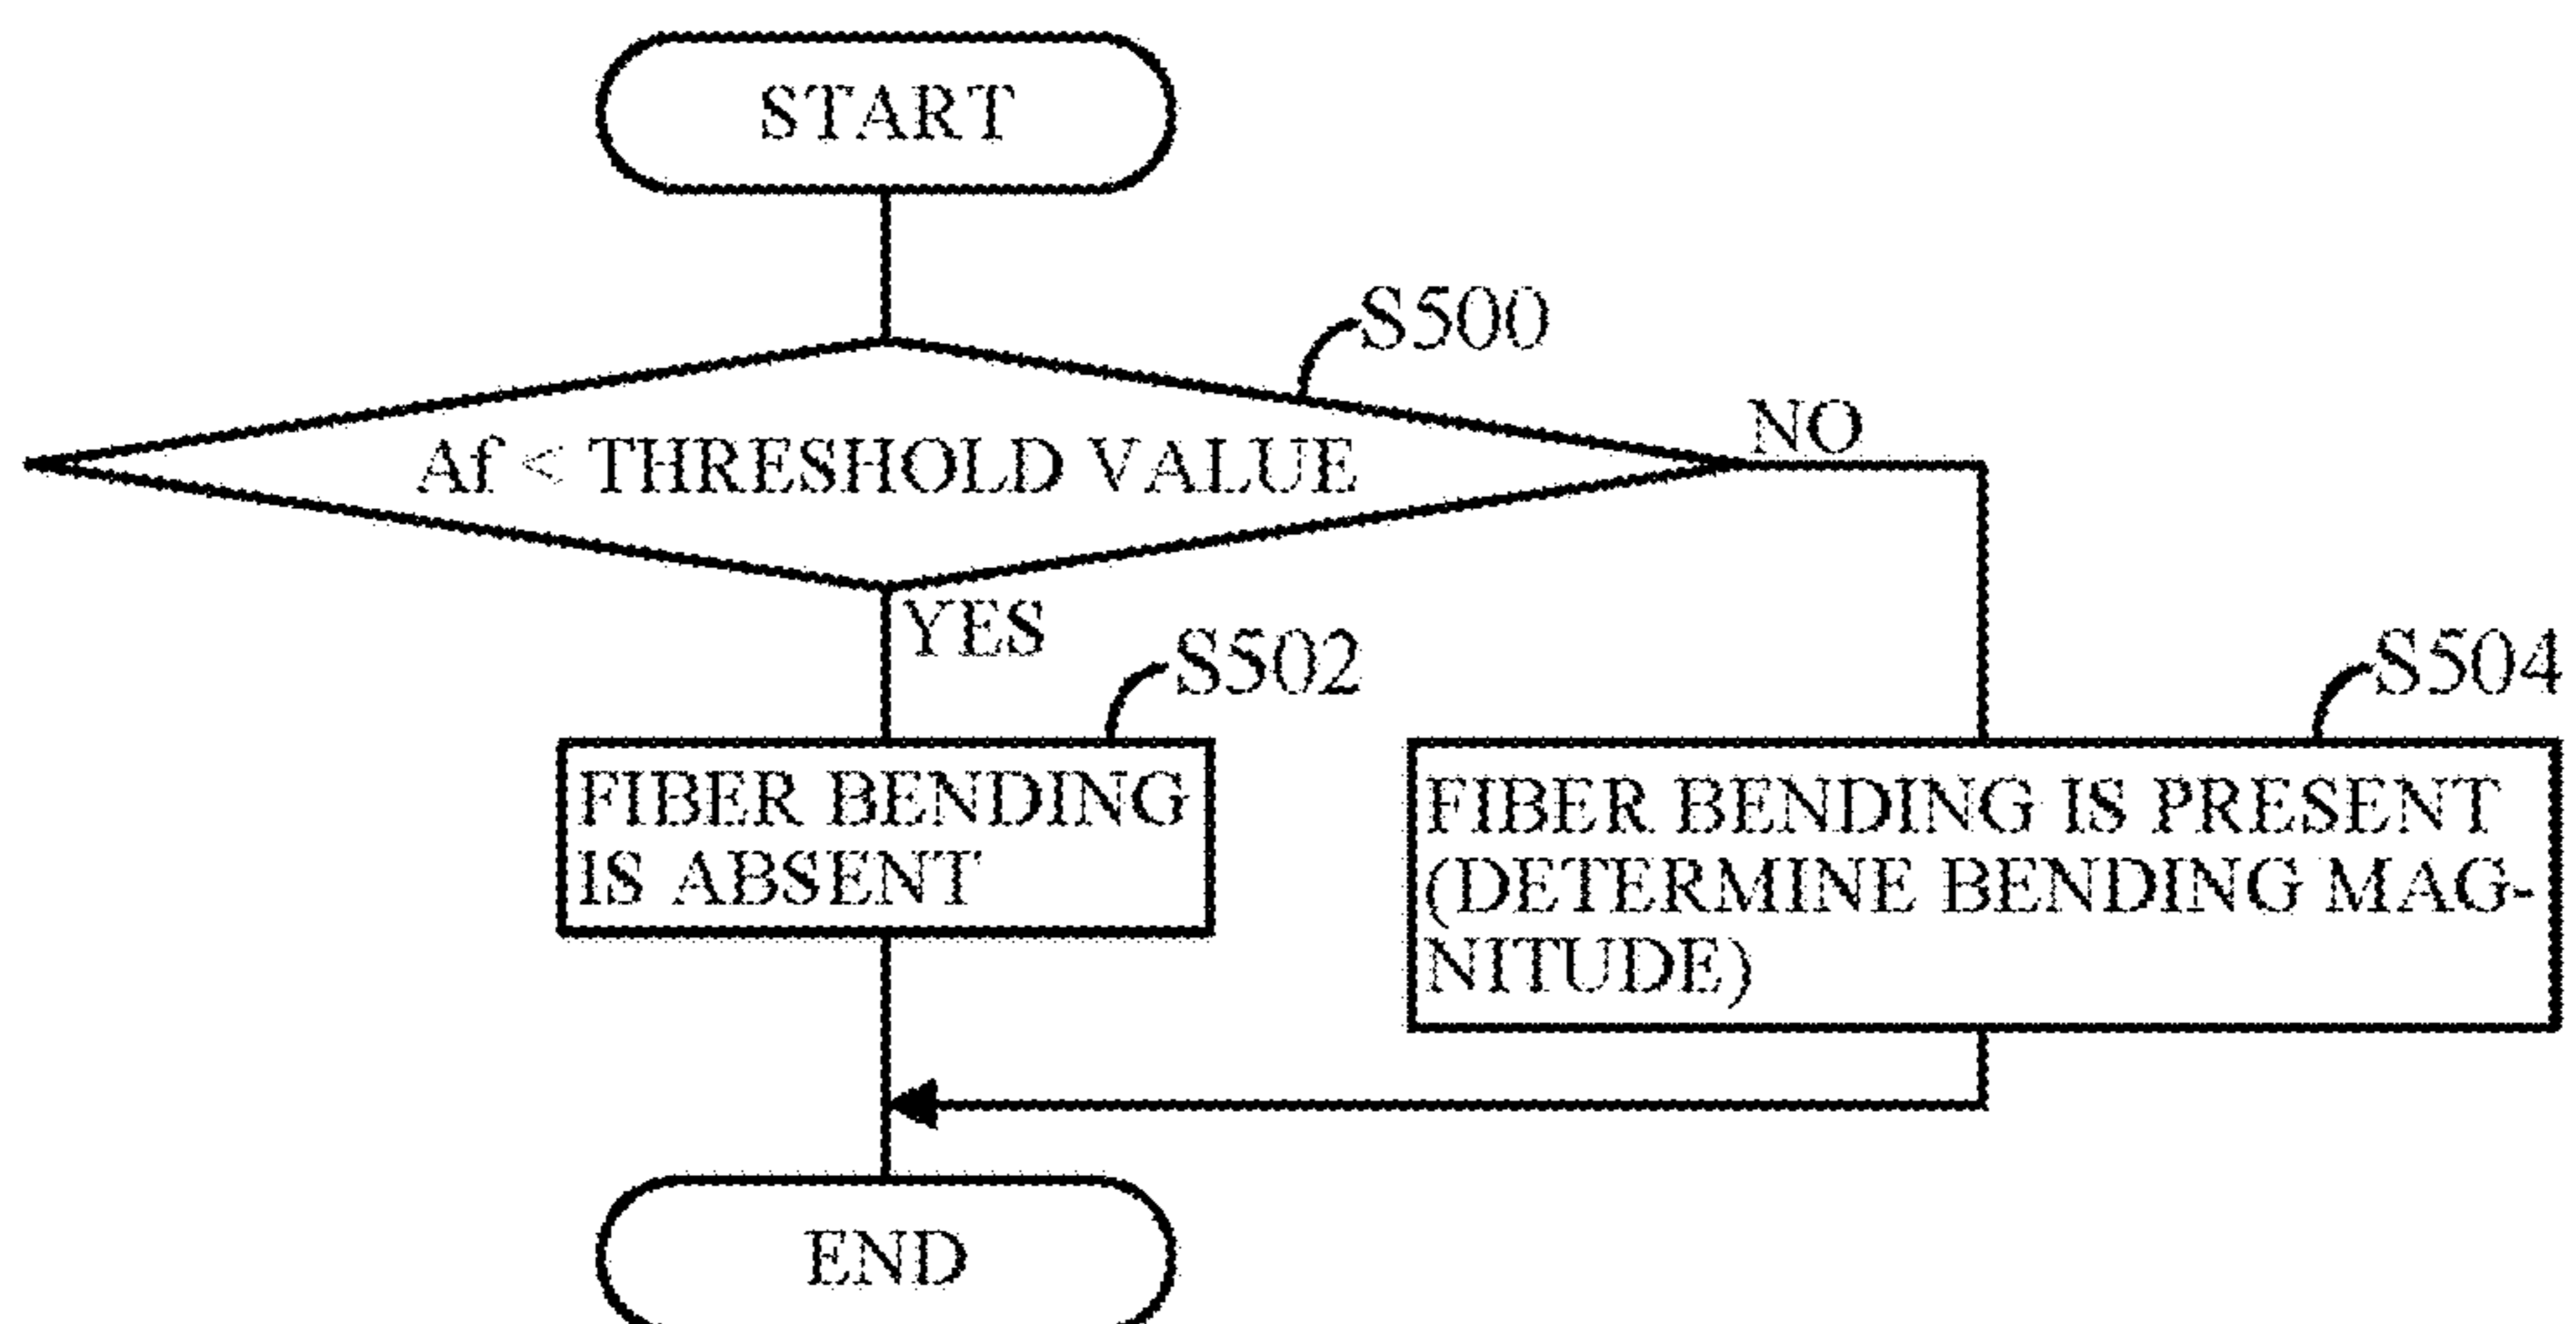 START
S500
Af < THRESHOLD VALUE
NO
YES
S502
S504
FIBER BENDING
IS ABSENT
FIBER BENDING IS PRESENT
(DETERMINE BENDING MAG-
NITUDE)
END